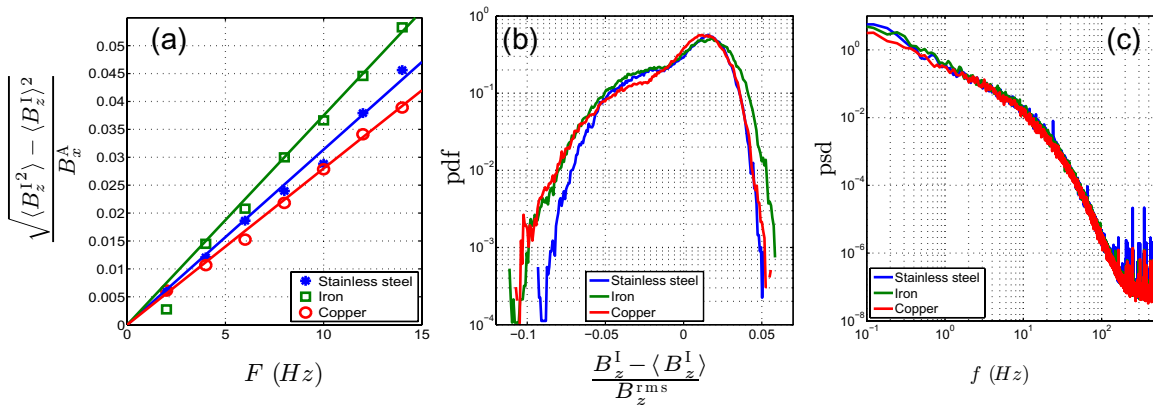 (a)
√⟨B_z^I 2⟩ − ⟨B_z^I⟩^2
B_x^A
0.05
0.045
0.04
0.035
0.03
0.025
0.02
0.015
0.01
0.005
0
0 5 10 15
F (Hz)
Stainless steel
Iron
Copper
(b)
pdf
10^0
10^-1
10^-2
10^-3
10^-4
−0.1 −0.05 0 0.05
B_z^I − ⟨B_z^I⟩
B_z^rms
Stainless steel
Iron
Copper
(c)
psd
10^0
10^-2
10^-4
10^-6
10^-8
10^-1 10^0 10^1 10^2
f (Hz)
Stainless steel
Iron
Copper